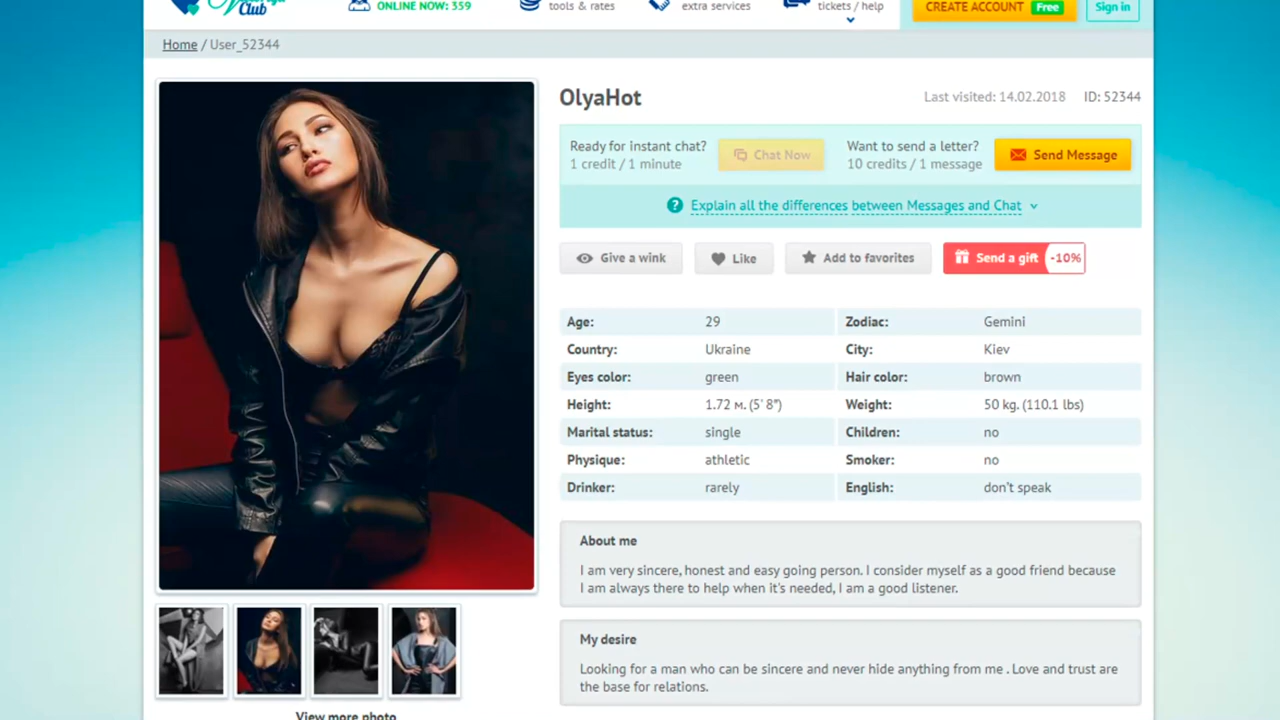 Club
ONLINE NOW: 359
tools & rates
extra services
tickets / help
CREATE ACCOUNT Free
Sign in
Home / User_52344
OlyaHot
Last visited: 14.02.2018 ID: 52344
Ready for instant chat?
1 credit / 1 minute
Chat Now
Want to send a letter?
10 credits / 1 message
Send Message
? Explain all the differences between Messages and Chat
Give a wink
Like
Add to favorites
Send a gift -10%
Age: 29 Zodiac: Gemini
Country: Ukraine City: Kiev
Eyes color: green Hair color: brown
Height: 1.72 м. (5' 8") Weight: 50 kg. (110.1 lbs)
Marital status: single Children: no
Physique: athletic Smoker: no
Drinker: rarely English: don't speak
About me
I am very sincere, honest and easy going person. I consider myself as a good friend because
I am always there to help when it's needed, I am a good listener.
My desire
Looking for a man who can be sincere and never hide anything from me . Love and trust are
the base for relations.
View more photo